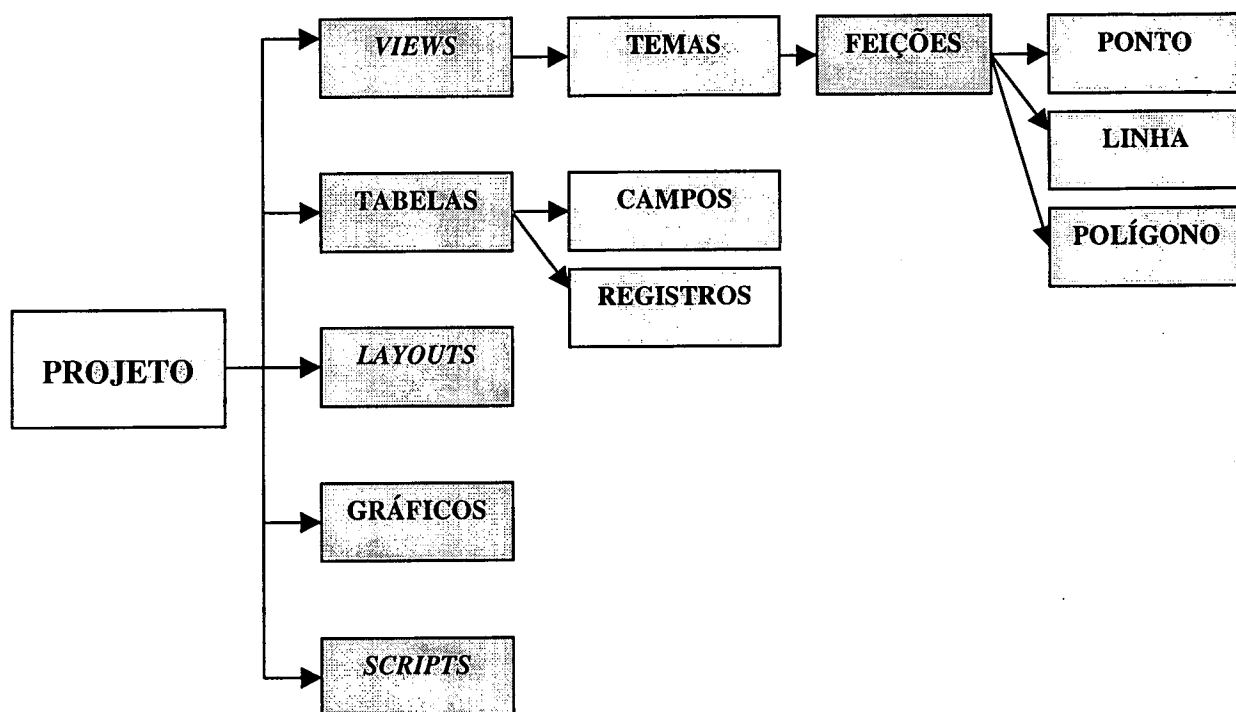 VIEWS
TEMAS
FEIÇÕES
PONTO
LINHA
TABELAS
CAMPOS
POLÍGONO
REGISTROS
PROJETO
LAYOUTS
GRÁFICOS
SCRIPTS